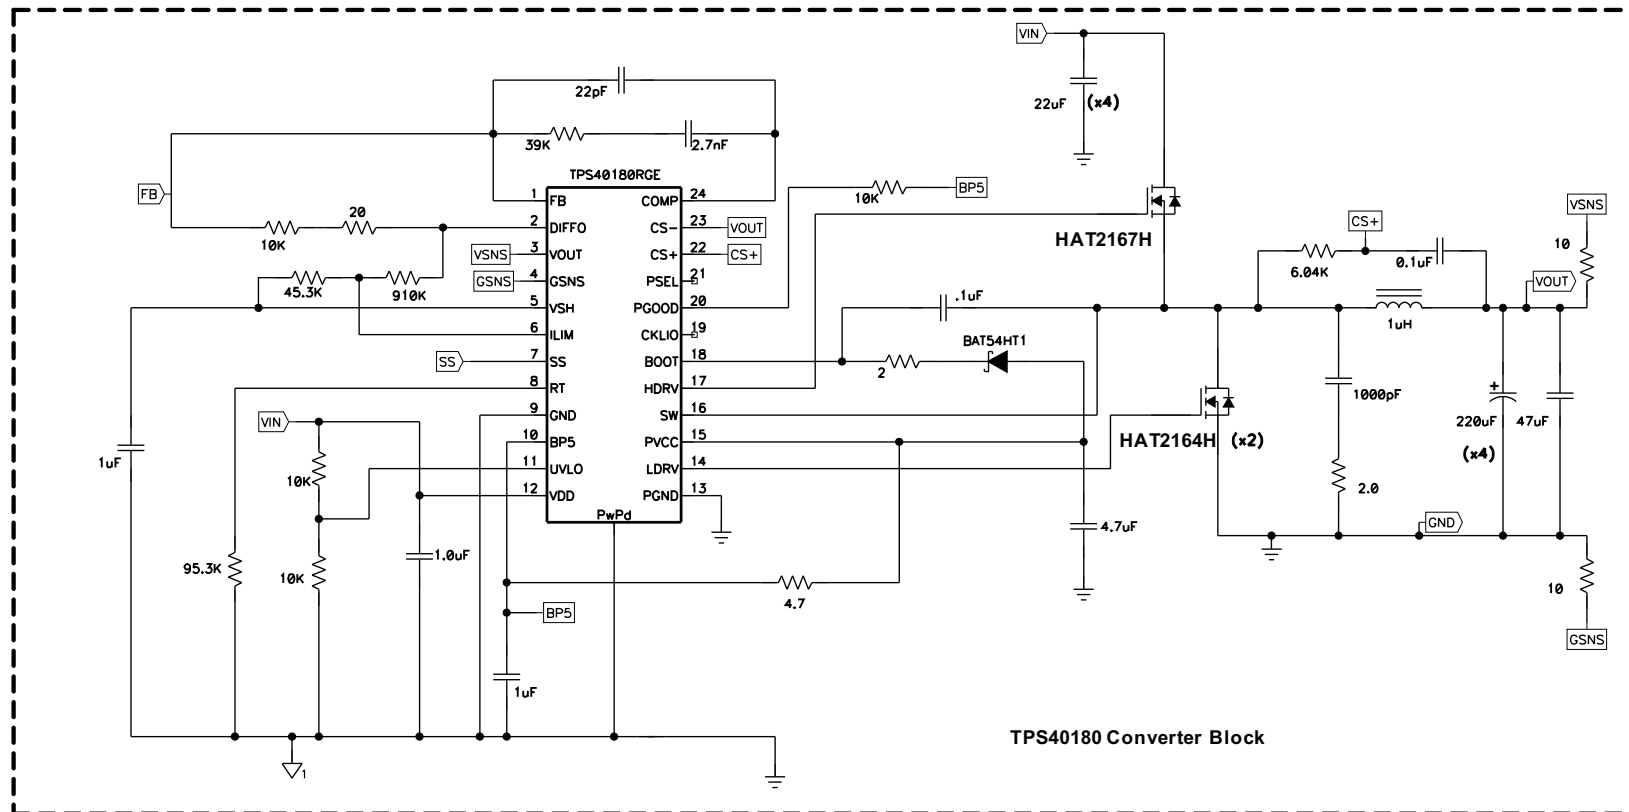 VIN
22uF (x4)
22pF
39K
2.7nF
TPS40180RGE
FB
10K
20
10K
BP5
1 FB
COMP 24
2 DIFFO
CS- 23
VOUT
VSNS
3 VOUT
CS+ 22
CS+
GSNS
4 GSNS
PSEL 21
45.3K
910K
5 VSH
PGOOD 20
6 ILIM
CKLIO 19
SS
7 SS
BOOT 18
8 RT
HDRV 17
9 GND
SW 16
10 BP5
PVCC 15
11 UVLO
LDRV 14
12 VDD
PGND 13
PwPd
HAT2167H
CS+
VSNS
10
6.04K
0.1uF
VOUT
.1uF
1uH
BAT54HT1
2
1000pF
+
220uF
47uF
(x4)
HAT2164H (x2)
VIN
1uF
10K
2.0
GND
4.7uF
95.3K
10K
1.0uF
4.7
10
BP5
GSNS
1uF
TPS40180 Converter Block
1